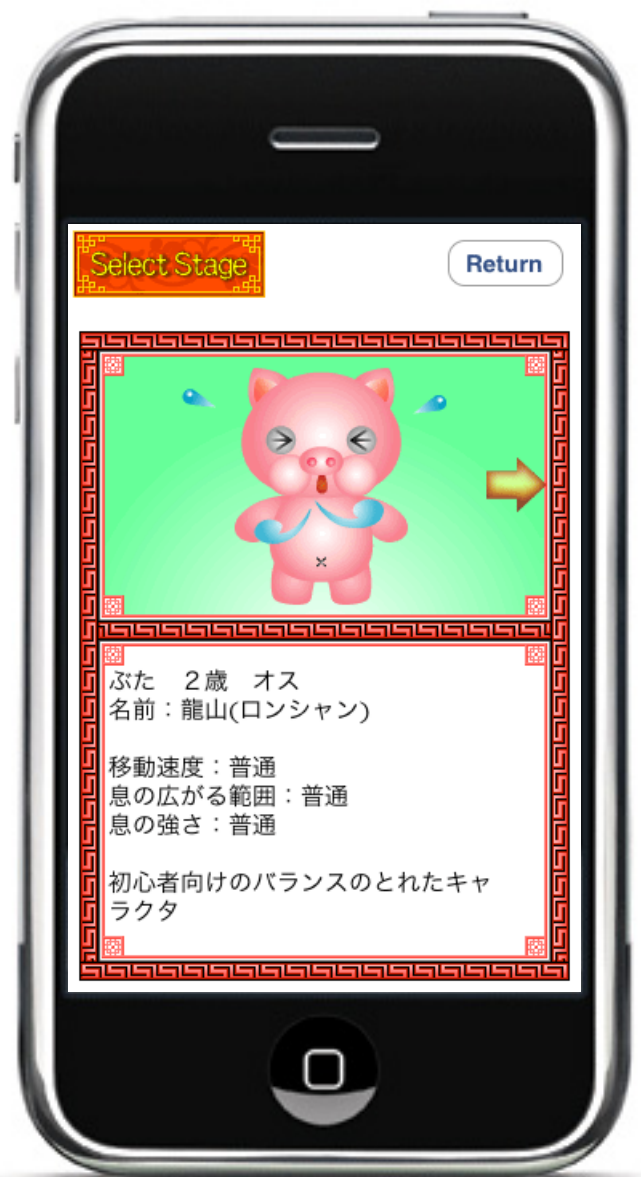 Select Stage
Return
ぶた　２歳　オス
名前：龍山(ロンシャン)
移動速度：普通
息の広がる範囲：普通
息の強さ：普通
初心者向けのバランスのとれたキャ
ラクタ